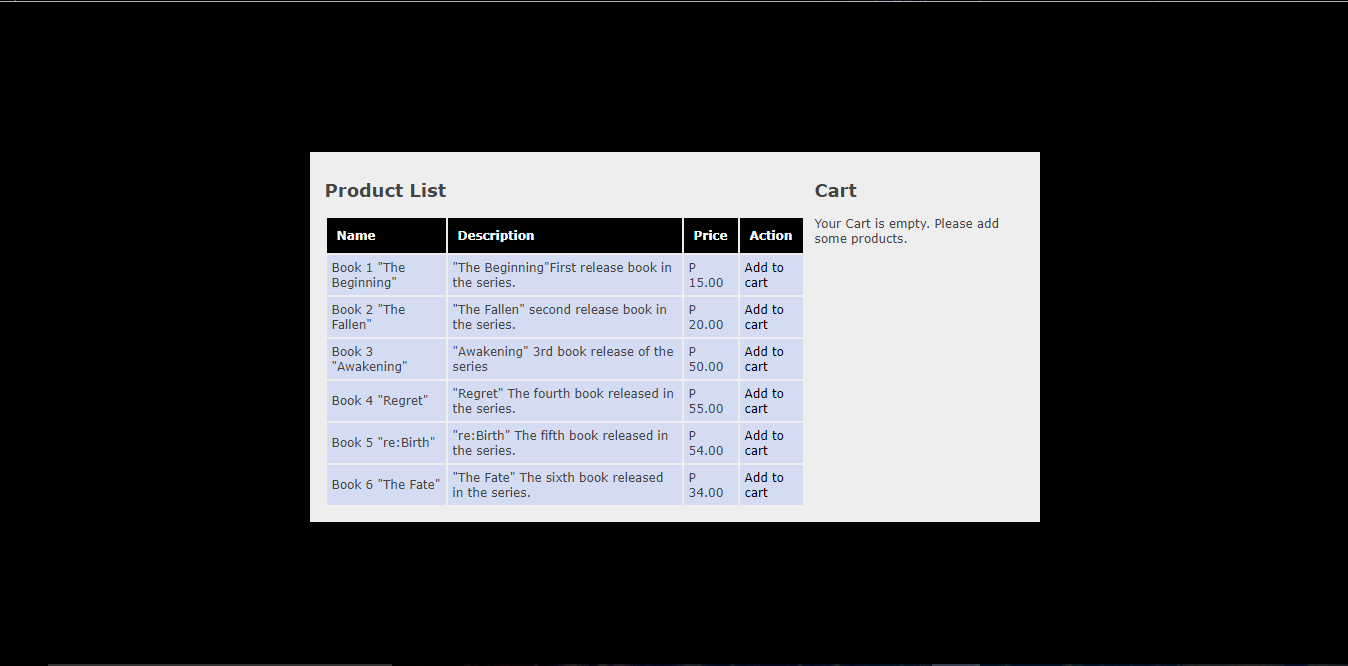 Product List
Name Description Price Action
Book 1 "The "The Beginning"First release book in P Add to
Beginning" the series. 15.00 cart
Book 2 "The "The Fallen" second release book in P Add to
Fallen" the series. 20.00 cart
Book 3 "Awakening" 3rd book release of the P Add to
"Awakening" series 50.00 cart
Book 4 "Regret" "Regret" The fourth book released in P Add to
the series. 55.00 cart
Book 5 "re:Birth" "re:Birth" The fifth book released in P Add to
the series. 54.00 cart
Book 6 "The Fate" "The Fate" The sixth book released P Add to
in the series. 34.00 cart
Cart
Your Cart is empty. Please add
some products.